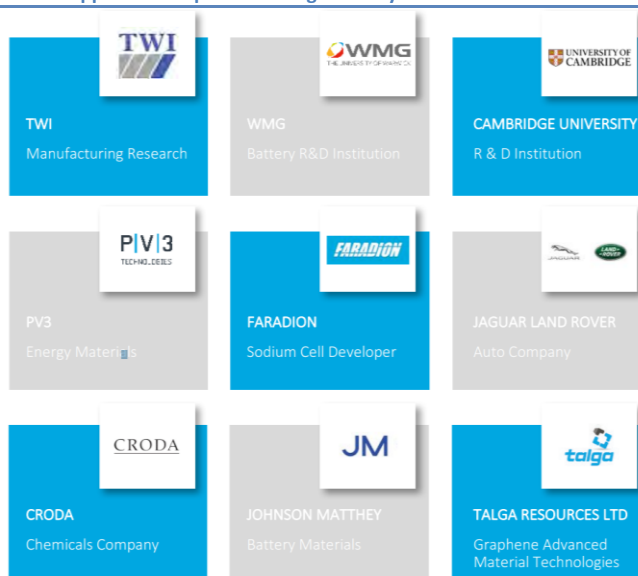 TWI
WMG
THE UNIVERSITY OF WARWICK
UNIVERSITY OF
CAMBRIDGE
TWI
Manufacturing Research
WMG
Battery R&D Institution
CAMBRIDGE UNIVERSITY
R & D Institution
P|V|3
TECHNOLOGIES
FARADION
JAGUAR
LAND-
ROVER
PV3
Energy Materials
FARADION
Sodium Cell Developer
JAGUAR LAND ROVER
Auto Company
CRODA
JM
talga
CRODA
Chemicals Company
JOHNSON MATTHEY
Battery Materials
TALGA RESOURCES LTD
Graphene Advanced
Material Technologies